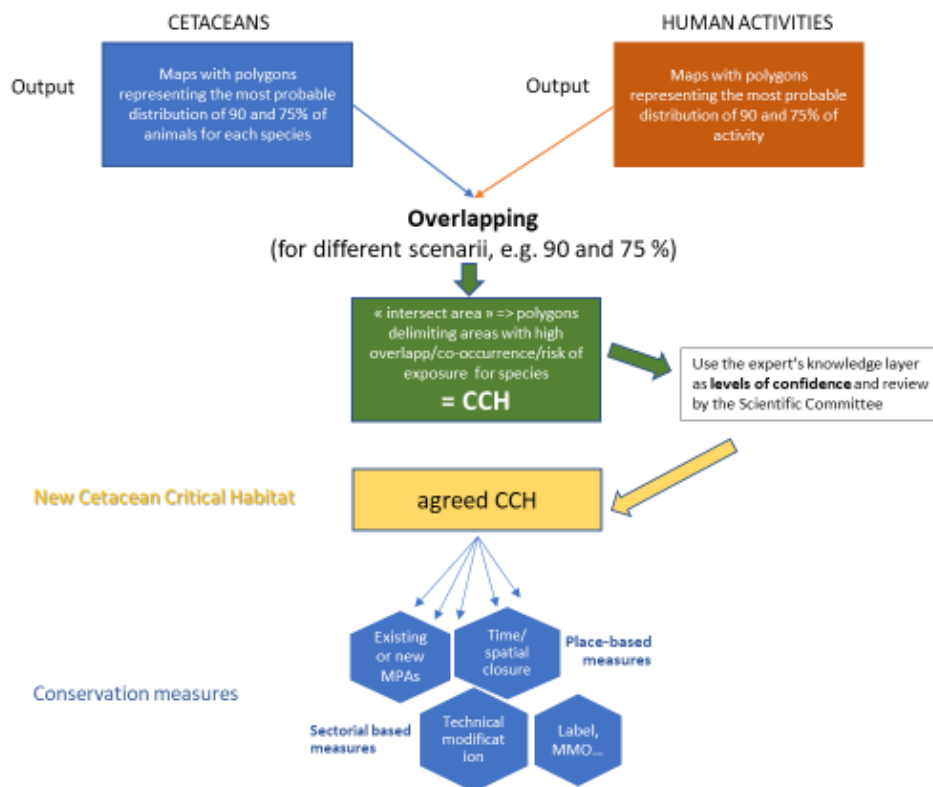 CETACEANS
HUMAN ACTIVITIES
Output
Maps with polygons
representing the most probable
distribution of 90 and 75% of
animals for each species
Output
Maps with polygons
representing the most probable
distribution of 90 and 75% of
activity
Overlapping
(for different scenarii, e.g. 90 and 75 %)
« intersect area » => polygons
delimiting areas with high
overlapp/co-occurrence/risk of
exposure for species
= CCH
Use the expert's knowledge layer
as levels of confidence and review
by the Scientific Committee
New Cetacean Critical Habitat
agreed CCH
Existing
or new
MPAs
Time/
spatial
closure
Place-based
measures
Conservation measures
Sectorial based
measures
Technical
modificat
ion
Label,
MMO...